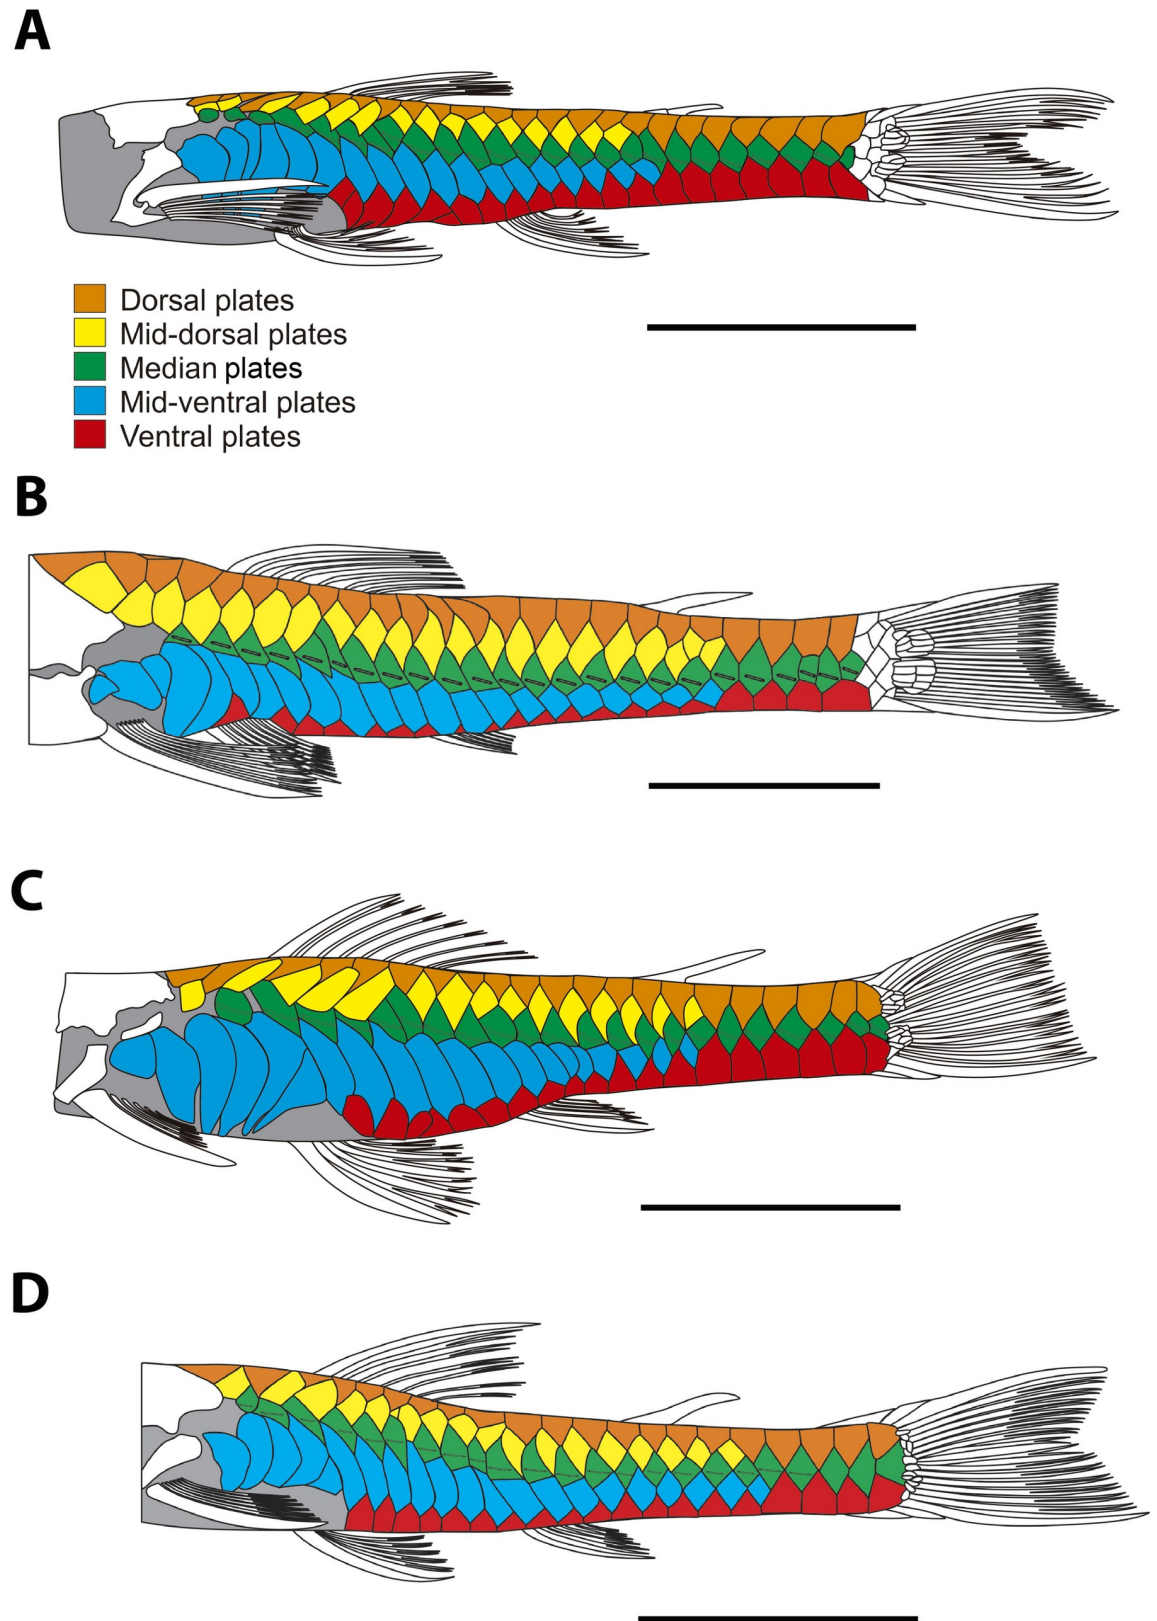 A
Dorsal plates
Mid-dorsal plates
Median plates
Mid-ventral plates
Ventral plates
B
C
D